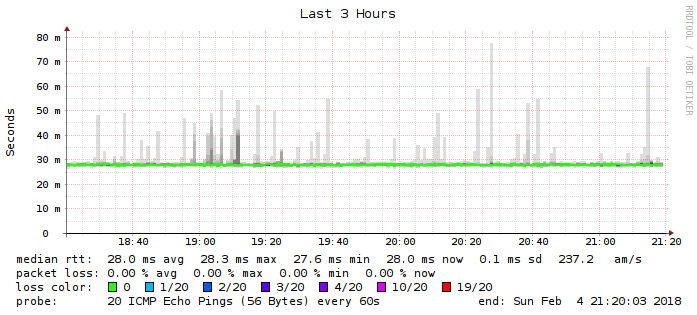 Last 3 Hours
RRDTOOL / TOBI OETIKER
Seconds
80 m
70 m
60 m
50 m
40 m
30 m
20 m
10 m
0
18:40 19:00 19:20 19:40 20:00 20:20 20:40 21:00 21:20
median rtt: 28.0 ms avg 28.3 ms max 27.6 ms min 28.0 ms now 0.1 ms sd 237.2 am/s
packet loss: 0.00 % avg 0.00 % max 0.00 % min 0.00 % now
loss color: 0 1/20 2/20 3/20 4/20 10/20 19/20
probe: 20 ICMP Echo Pings (56 Bytes) every 60s end: Sun Feb 4 21:20:03 2018